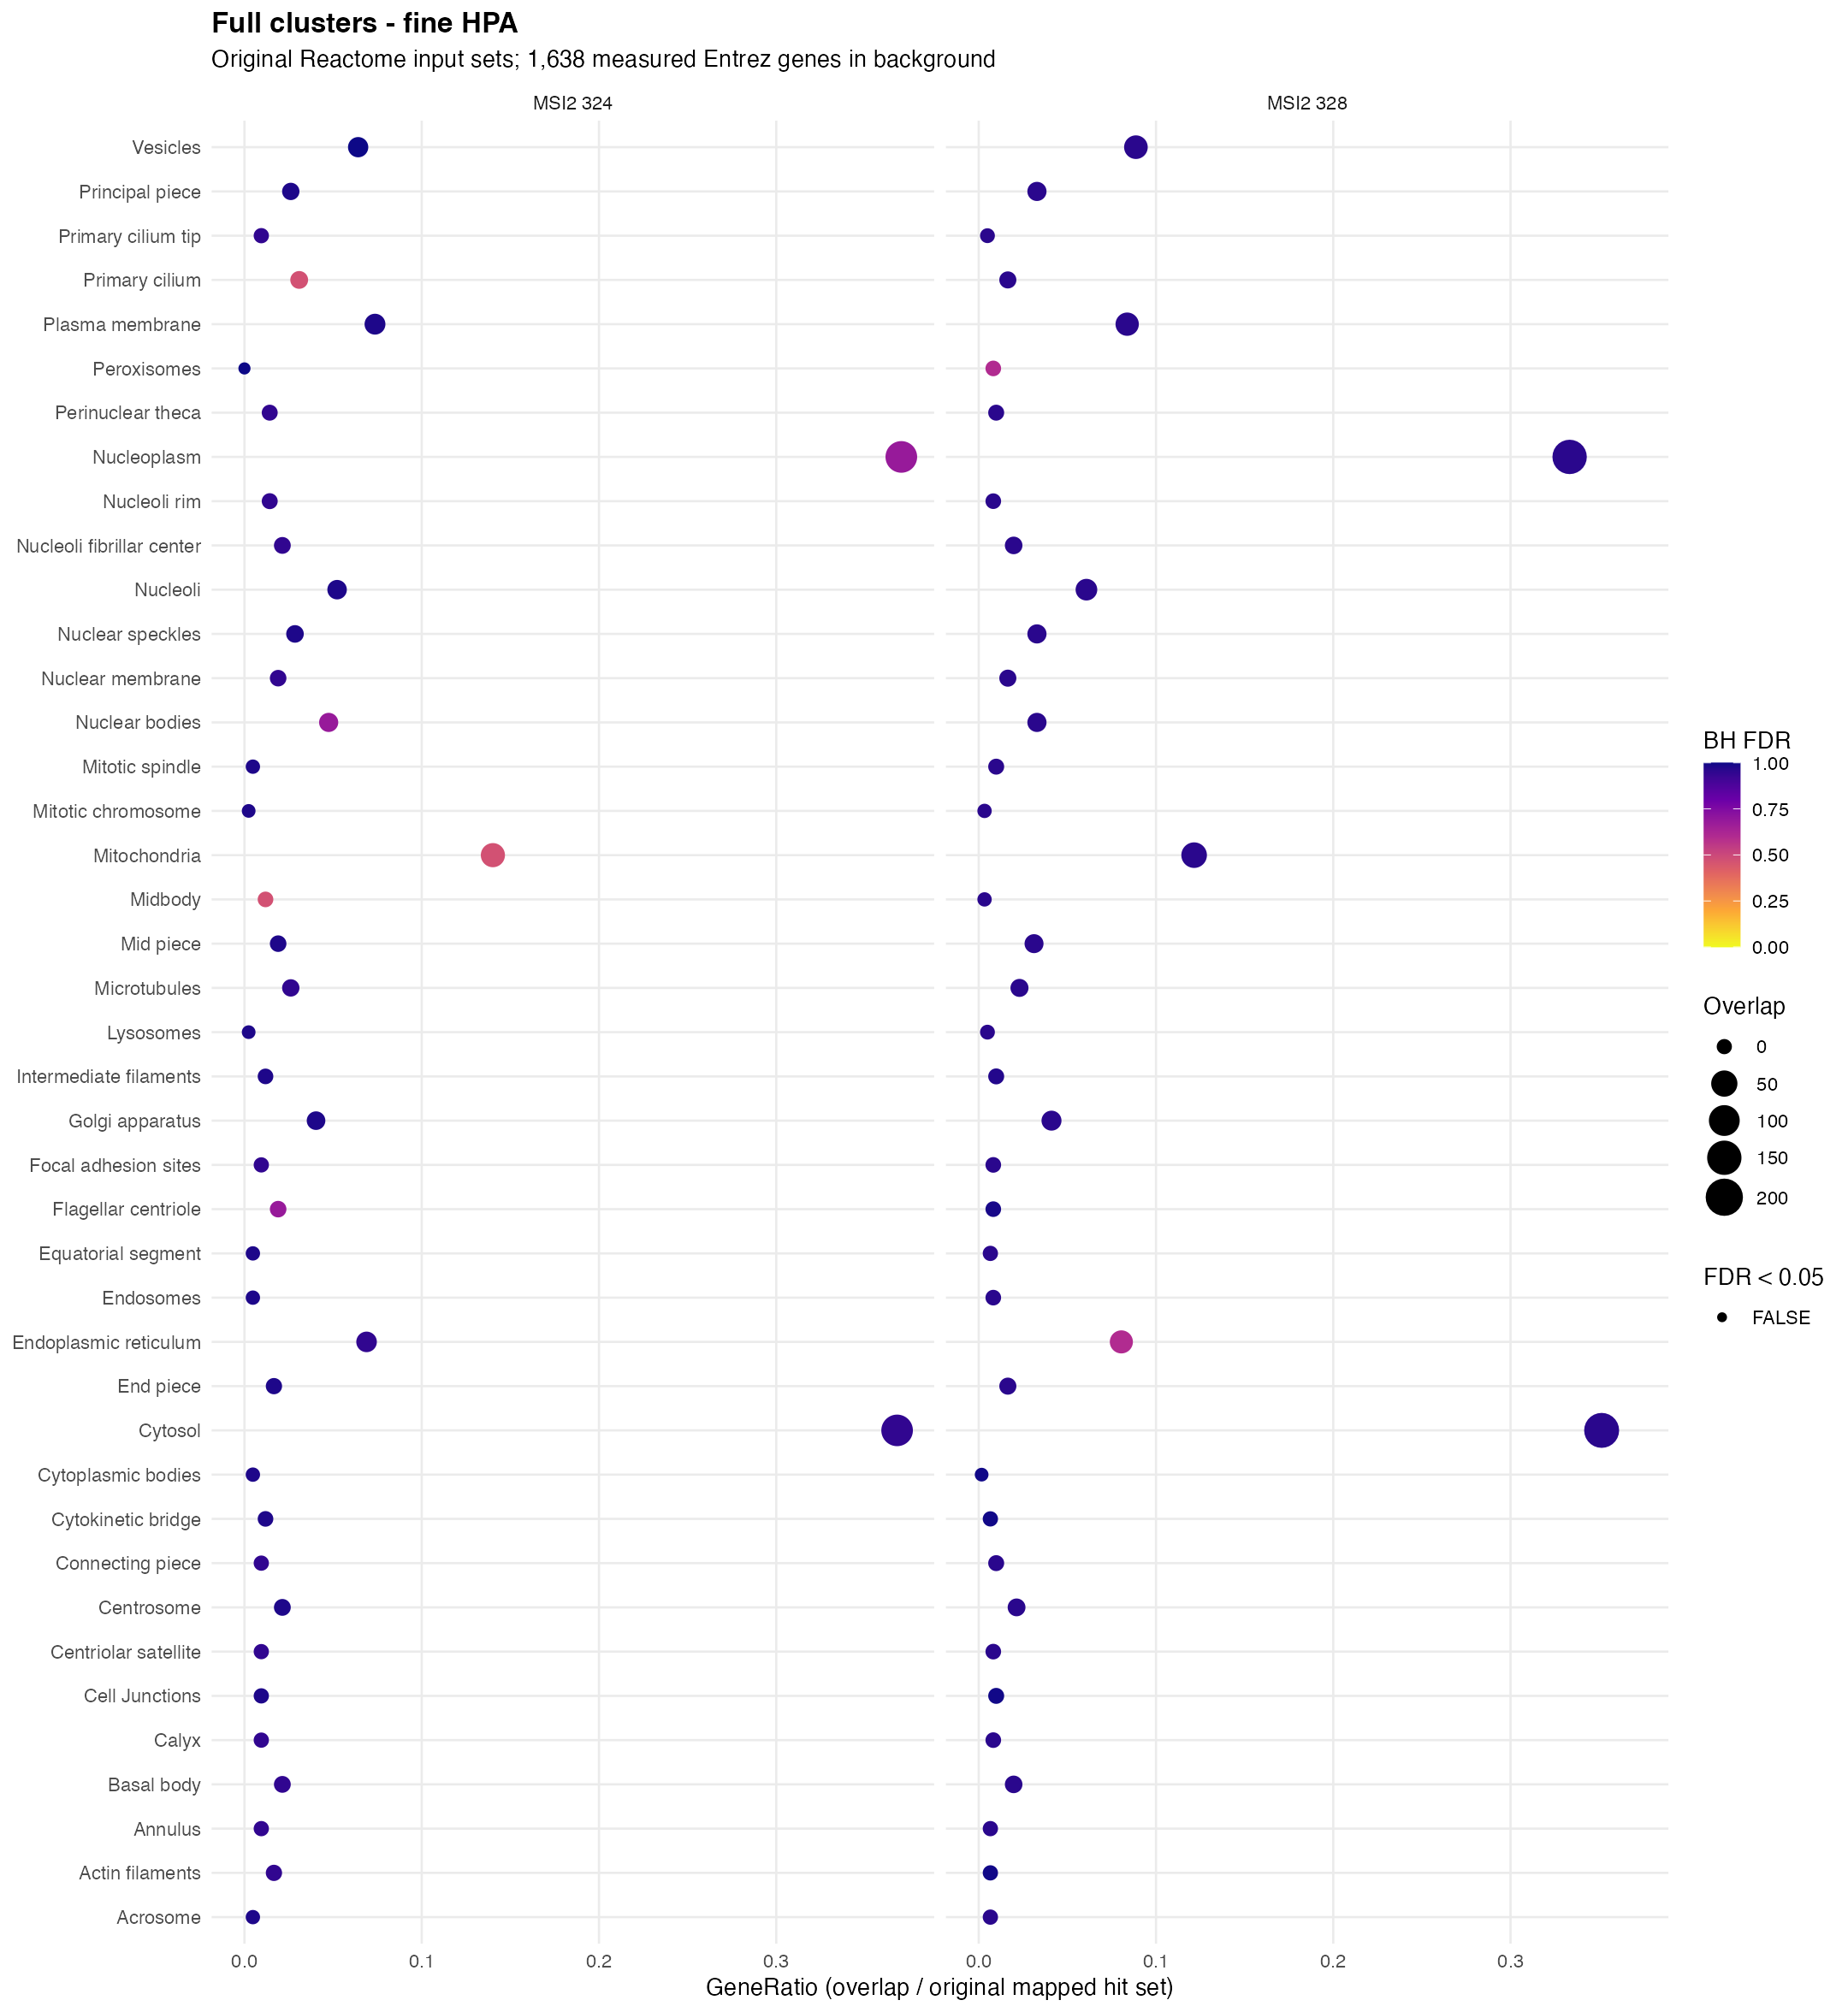 Full clusters - fine HPA
Original Reactome input sets; 1,638 measured Entrez genes in background
MSI2 324
MSI2 328
Vesicles
Principal piece
Primary cilium tip
Primary cilium
Plasma membrane
Peroxisomes
Perinuclear theca
Nucleoplasm
Nucleoli rim
Nucleoli fibrillar center
Nucleoli
Nuclear speckles
Nuclear membrane
Nuclear bodies
Mitotic spindle
Mitotic chromosome
Mitochondria
Midbody
Mid piece
Microtubules
Lysosomes
Intermediate filaments
Golgi apparatus
Focal adhesion sites
Flagellar centriole
Equatorial segment
Endosomes
Endoplasmic reticulum
End piece
Cytosol
Cytoplasmic bodies
Cytokinetic bridge
Connecting piece
Centrosome
Centriolar satellite
Cell Junctions
Calyx
Basal body
Annulus
Actin filaments
Acrosome
0.0 0.1 0.2 0.3
0.0 0.1 0.2 0.3
GeneRatio (overlap / original mapped hit set)
BH FDR
1.00
0.75
0.50
0.25
0.00
Overlap
0
50
100
150
200
FDR < 0.05
FALSE